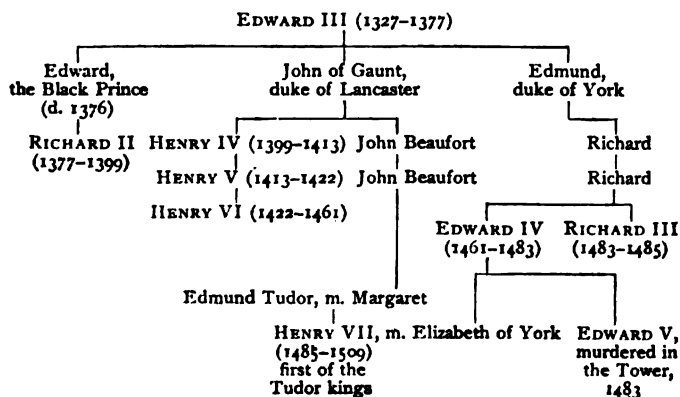 EDWARD III (1327–1377)
Edward, John of Gaunt, Edmund,
the Black Prince duke of Lancaster duke of York
(d. 1376)
RICHARD II HENRY IV (1399–1413) John Beaufort Richard
(1377–1399)
HENRY V (1413–1422) John Beaufort Richard
HENRY VI (1422–1461)
EDWARD IV RICHARD III
(1461–1483) (1483–1485)
Edmund Tudor, m. Margaret
HENRY VII, m. Elizabeth of York EDWARD V,
(1485–1509) murdered in
first of the the Tower,
Tudor kings 1483